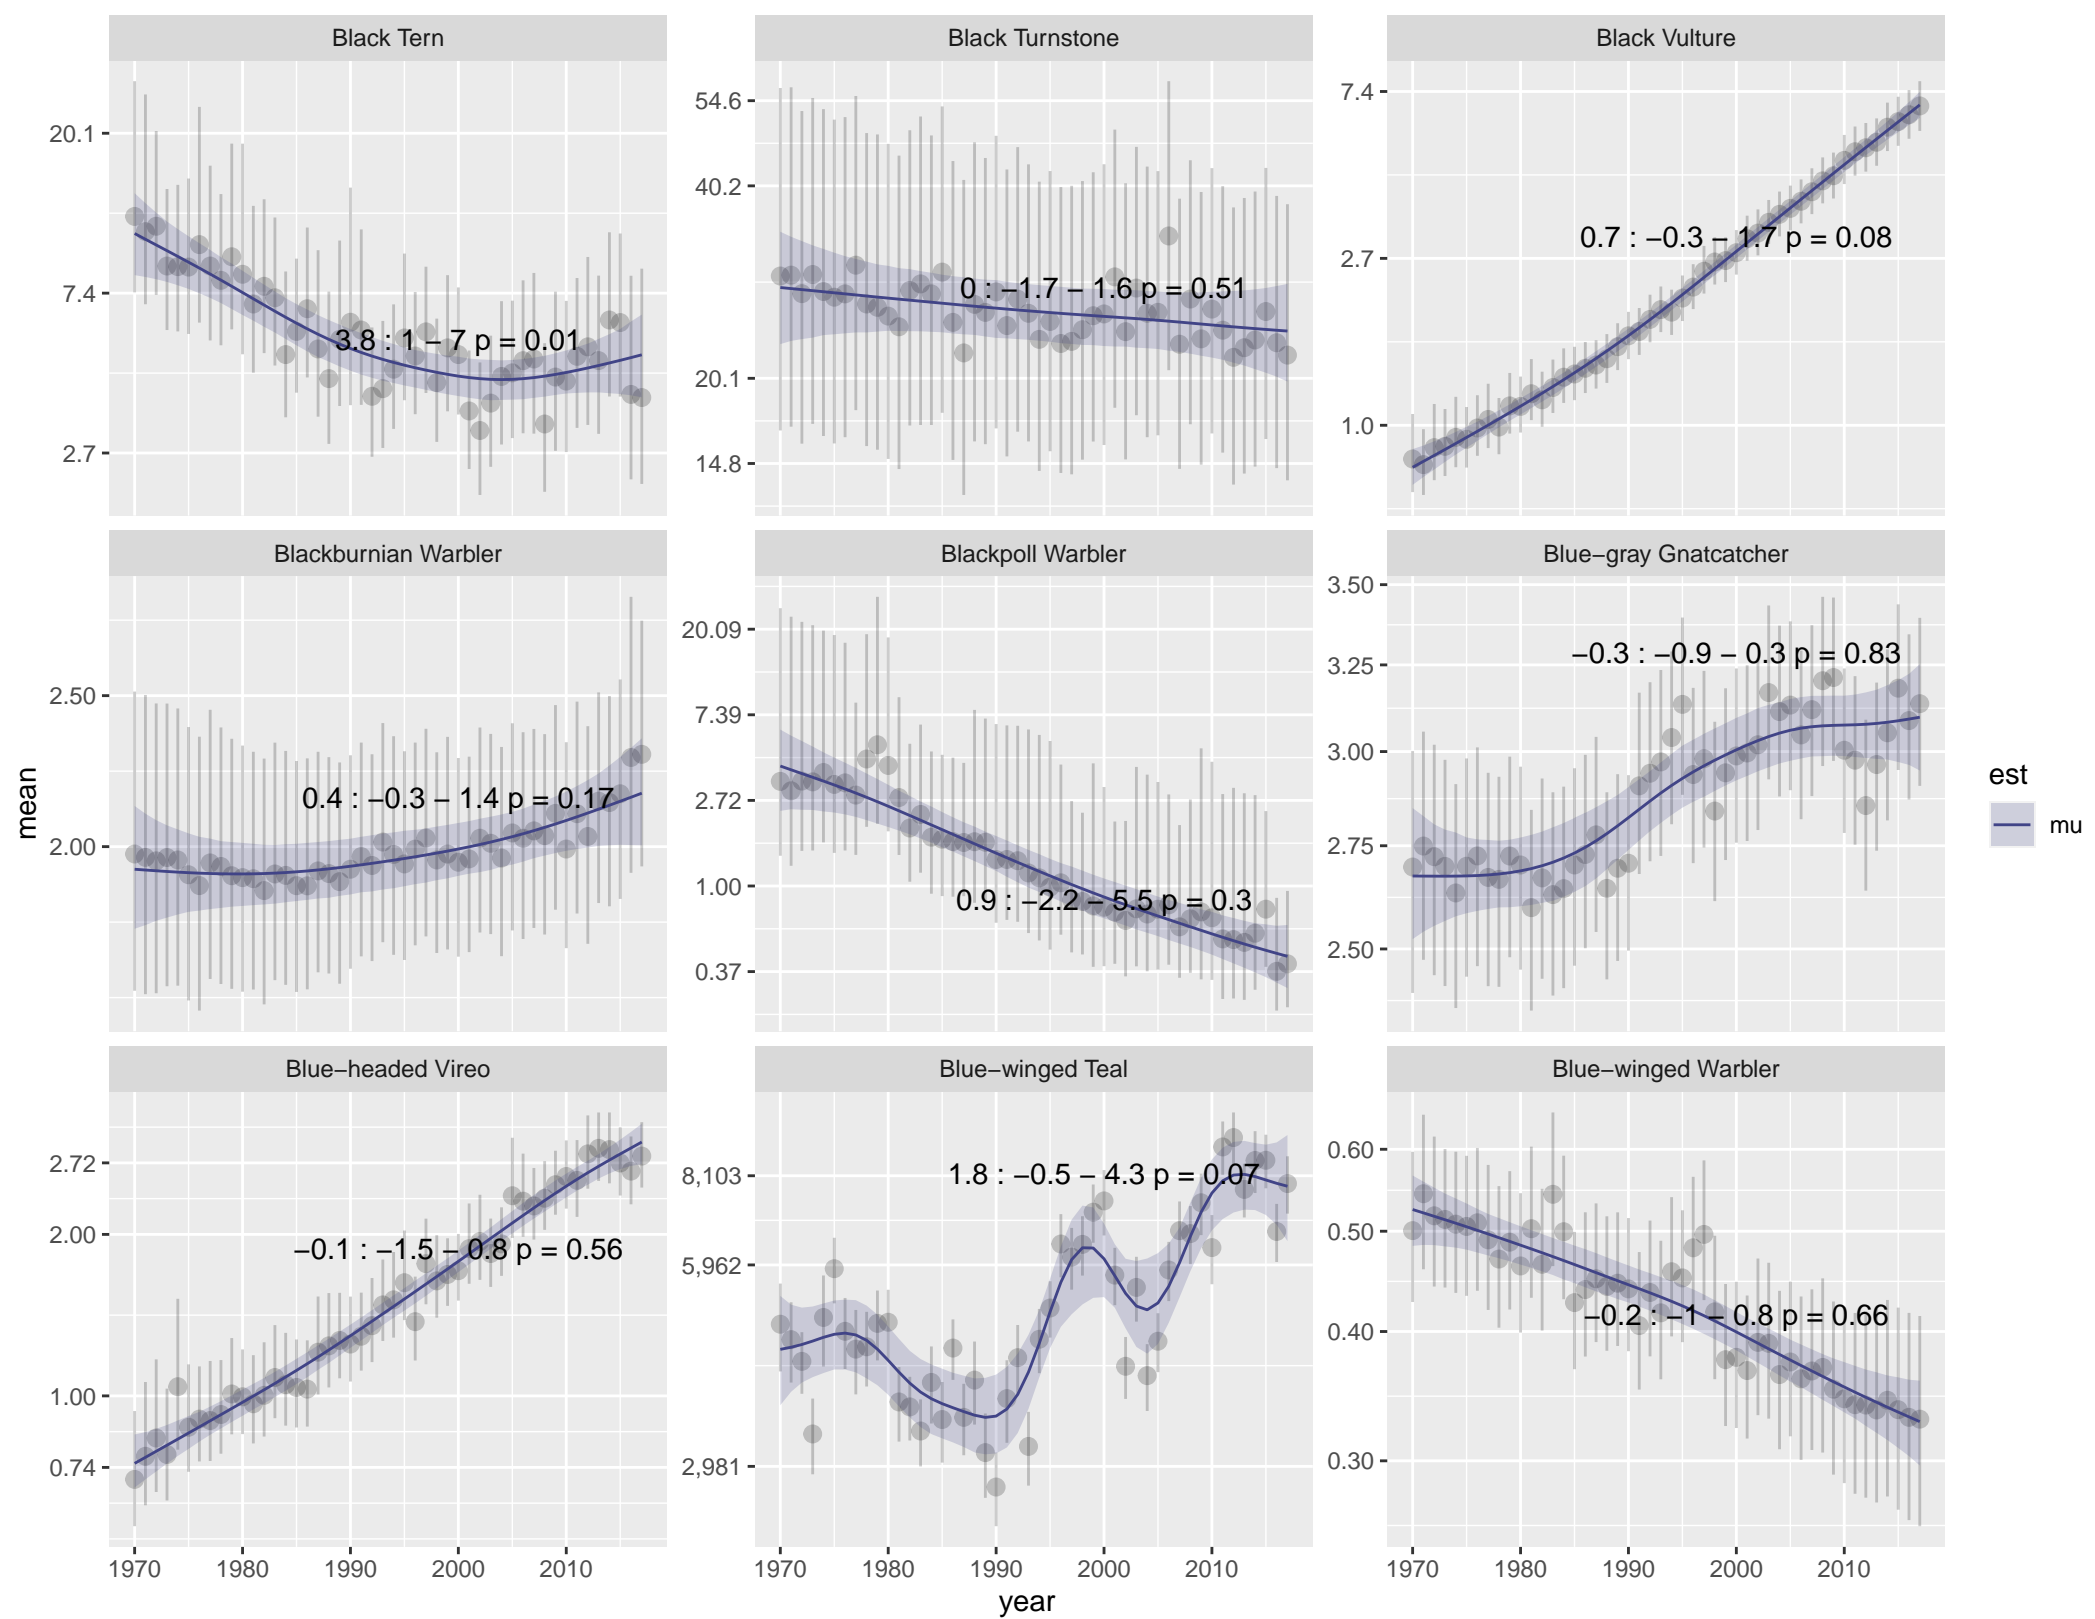 Black Tern
Black Turnstone
Black Vulture
20.1
7.4
2.7
3.8 : 1 − 7 p = 0.01
54.6
40.2
20.1
14.8
0 : −1.7 − 1.6 p = 0.51
7.4
2.7
1.0
0.7 : −0.3 − 1.7 p = 0.08
Blackburnian Warbler
Blackpoll Warbler
Blue−gray Gnatcatcher
2.50
2.00
0.4 : −0.3 − 1.4 p = 0.17
20.09
7.39
2.72
1.00
0.37
0.9 : −2.2 − 5.5 p = 0.3
3.50
3.25
3.00
2.75
2.50
−0.3 : −0.9 − 0.3 p = 0.83
Blue−headed Vireo
Blue−winged Teal
Blue−winged Warbler
2.72
2.00
1.00
0.74
−0.1 : −1.5 − 0.8 p = 0.56
8,103
5,962
2,981
1.8 : −0.5 − 4.3 p = 0.07
0.60
0.50
0.40
0.30
−0.2 : −1 − 0.8 p = 0.66
1970 1980 1990 2000 2010
1970 1980 1990 2000 2010
1970 1980 1990 2000 2010
year
mean
est
mu